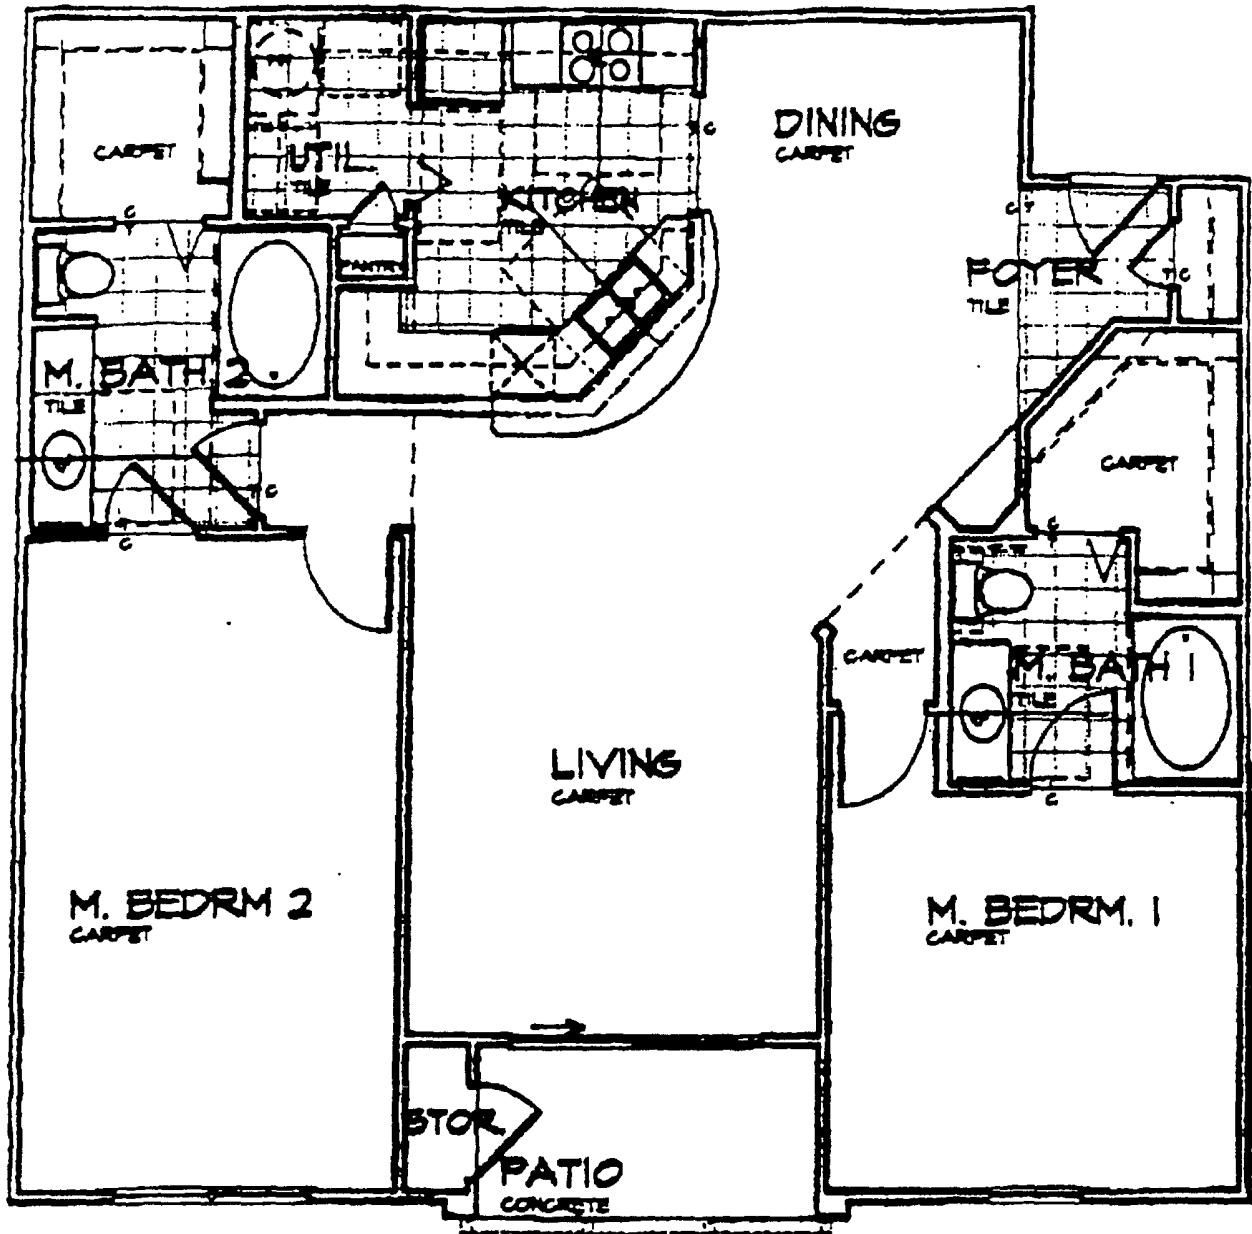 DINING
CARPET
CARPET
UTIL.
TILE
C
KITCHEN
TILE
C
C T
PANTRY
FOYER
TILE
T C
M. BATH 2
TILE
CARPET
T C
C
C
CARPET
M. BATH 1
TILE
LIVING
CARPET
C
M. BEDRM 2
CARPET
M. BEDRM. 1
CARPET
STOR.
PATIO
CONCRETE